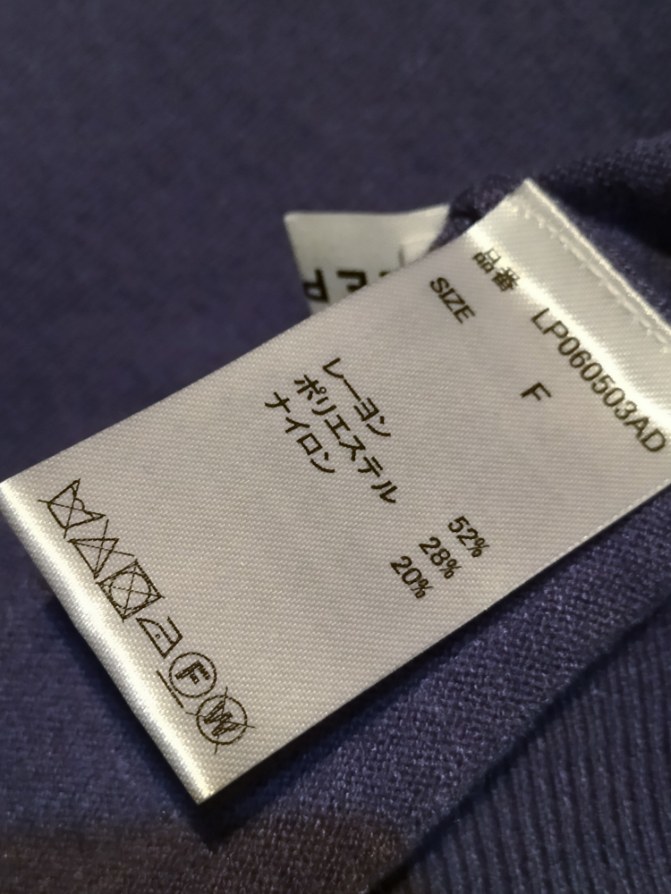 品番 LP060503AD
SIZE F
レーヨン 52%
ポリエステル 28%
ナイロン 20%
F
W